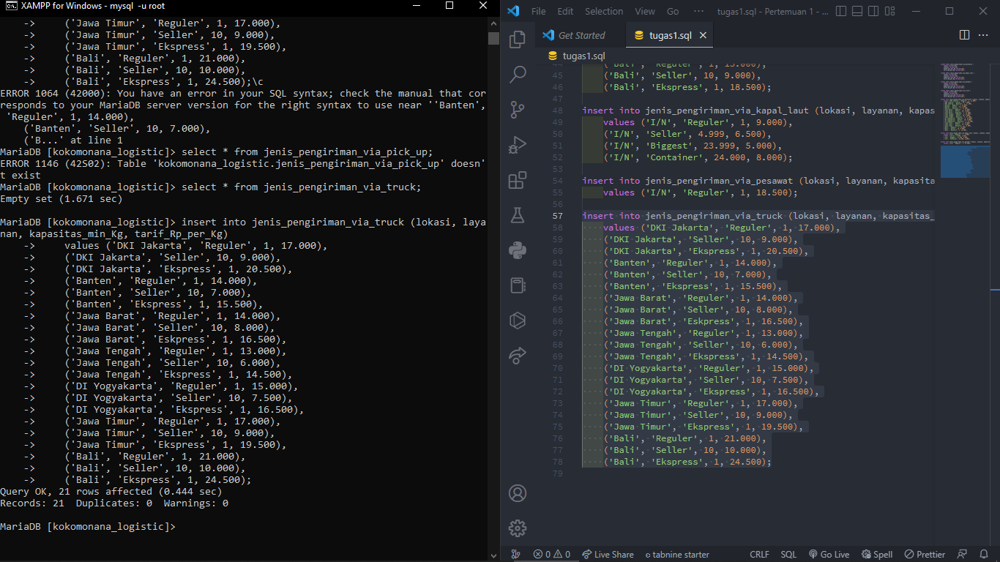 XAMPP for Windows - mysql -u root
    ->     ('Jawa Timur', 'Reguler', 1, 17.000),
    ->     ('Jawa Timur', 'Seller', 10, 9.000),
    ->     ('Jawa Timur', 'Ekspress', 1, 19.500),
    ->     ('Bali', 'Reguler', 1, 21.000),
    ->     ('Bali', 'Seller', 10, 10.000),
    ->     ('Bali', 'Ekspress', 1, 24.500);\c
ERROR 1064 (42000): You have an error in your SQL syntax; check the manual that cor
responds to your MariaDB server version for the right syntax to use near ''Banten',
 'Reguler', 1, 14.000),
    ('Banten', 'Seller', 10, 7.000),
    ('B...' at line 1
MariaDB [kokomonana_logistic]> select * from jenis_pengiriman_via_pick_up;
ERROR 1146 (42S02): Table 'kokomonana_logistic.jenis_pengiriman_via_pick_up' doesn'
t exist
MariaDB [kokomonana_logistic]> select * from jenis_pengiriman_via_truck;
Empty set (1.671 sec)
MariaDB [kokomonana_logistic]> insert into jenis_pengiriman_via_truck (lokasi, laya
nan, kapasitas_min_Kg, tarif_Rp_per_Kg)
    ->     values ('DKI Jakarta', 'Reguler', 1, 17.000),
    ->     ('DKI Jakarta', 'Seller', 10, 9.000),
    ->     ('DKI Jakarta', 'Ekspress', 1, 20.500),
    ->     ('Banten', 'Reguler', 1, 14.000),
    ->     ('Banten', 'Seller', 10, 7.000),
    ->     ('Banten', 'Ekspress', 1, 15.500),
    ->     ('Jawa Barat', 'Reguler', 1, 14.000),
    ->     ('Jawa Barat', 'Seller', 10, 8.000),
    ->     ('Jawa Barat', 'Eskpress', 1, 16.500),
    ->     ('Jawa Tengah', 'Reguler', 1, 13.000),
    ->     ('Jawa Tengah', 'Seller', 10, 6.000),
    ->     ('Jawa Tengah', 'Ekspress', 1, 14.500),
    ->     ('DI Yogyakarta', 'Reguler', 1, 15.000),
    ->     ('DI Yogyakarta', 'Seller', 10, 7.500),
    ->     ('DI Yogyakarta', 'Ekspress', 1, 16.500),
    ->     ('Jawa Timur', 'Reguler', 1, 17.000),
    ->     ('Jawa Timur', 'Seller', 10, 9.000),
    ->     ('Jawa Timur', 'Ekspress', 1, 19.500),
    ->     ('Bali', 'Reguler', 1, 21.000),
    ->     ('Bali', 'Seller', 10, 10.000),
    ->     ('Bali', 'Ekspress', 1, 24.500);
Query OK, 21 rows affected (0.444 sec)
Records: 21  Duplicates: 0  Warnings: 0
MariaDB [kokomonana_logistic]>
File Edit Selection View Go ··· tugas1.sql - Pertemuan 1 - ...
Get Started tugas1.sql
tugas1.sql
44     ('Bali', 'Reguler', 1, 15.000),
45     ('Bali', 'Seller', 10, 9.000),
46     ('Bali', 'Ekspress', 1, 18.500);
47
48 insert into jenis_pengiriman_via_kapal_laut (lokasi, layanan, kapas
49     values ('I/N', 'Reguler', 1, 9.000),
50     ('I/N', 'Seller', 4.999, 6.500),
51     ('I/N', 'Biggest', 23.999, 5.000),
52     ('I/N', 'Container', 24.000, 8.000);
53
54 insert into jenis_pengiriman_via_pesawat (lokasi, layanan, kapasita
55     values ('I/N', 'Reguler', 1, 18.500);
56
57 insert into jenis_pengiriman_via_truck (lokasi, layanan, kapasitas_
58     values ('DKI Jakarta', 'Reguler', 1, 17.000),
59     ('DKI Jakarta', 'Seller', 10, 9.000),
60     ('DKI Jakarta', 'Ekspress', 1, 20.500),
61     ('Banten', 'Reguler', 1, 14.000),
62     ('Banten', 'Seller', 10, 7.000),
63     ('Banten', 'Ekspress', 1, 15.500),
64     ('Jawa Barat', 'Reguler', 1, 14.000),
65     ('Jawa Barat', 'Seller', 10, 8.000),
66     ('Jawa Barat', 'Eskpress', 1, 16.500),
67     ('Jawa Tengah', 'Reguler', 1, 13.000),
68     ('Jawa Tengah', 'Seller', 10, 6.000),
69     ('Jawa Tengah', 'Ekspress', 1, 14.500),
70     ('DI Yogyakarta', 'Reguler', 1, 15.000),
71     ('DI Yogyakarta', 'Seller', 10, 7.500),
72     ('DI Yogyakarta', 'Ekspress', 1, 16.500),
73     ('Jawa Timur', 'Reguler', 1, 17.000),
74     ('Jawa Timur', 'Seller', 10, 9.000),
75     ('Jawa Timur', 'Ekspress', 1, 19.500),
76     ('Bali', 'Reguler', 1, 21.000),
77     ('Bali', 'Seller', 10, 10.000),
78     ('Bali', 'Ekspress', 1, 24.500);
79
0 0 Live Share tabnine starter CRLF SQL Go Live Spell Prettier